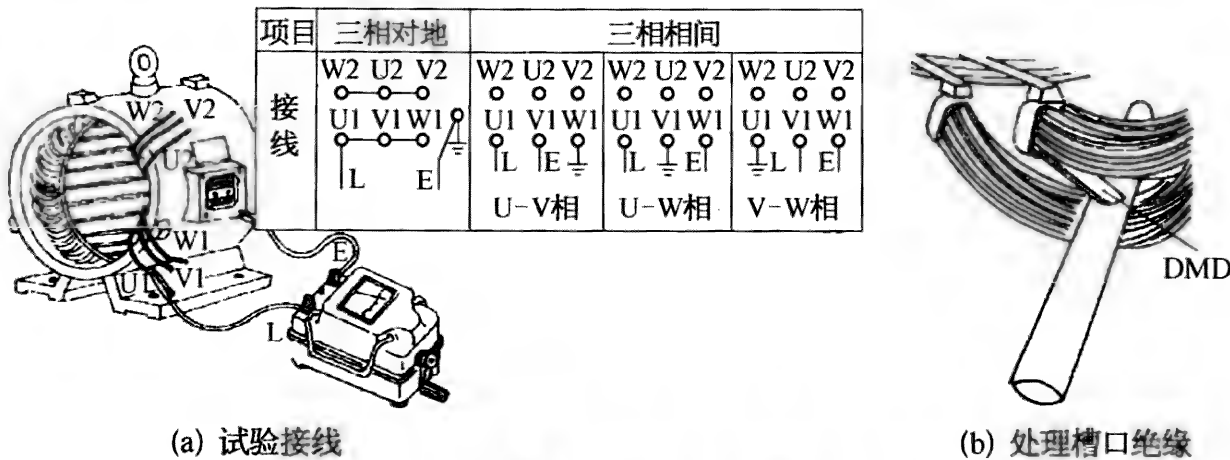 项目 三相对地 三相相间
接线
W2 U2 V2
U1 V1 W1
L E
W2 U2 V2
U1 V1 W1
L E
U-V相
W2 U2 V2
U1 V1 W1
L E
U-W相
W2 U2 V2
U1 V1 W1
L E
V-W相
W2 V2
U2
W1
U1 V1
E
L
DMD
(a) 试验接线
(b) 处理槽口绝缘